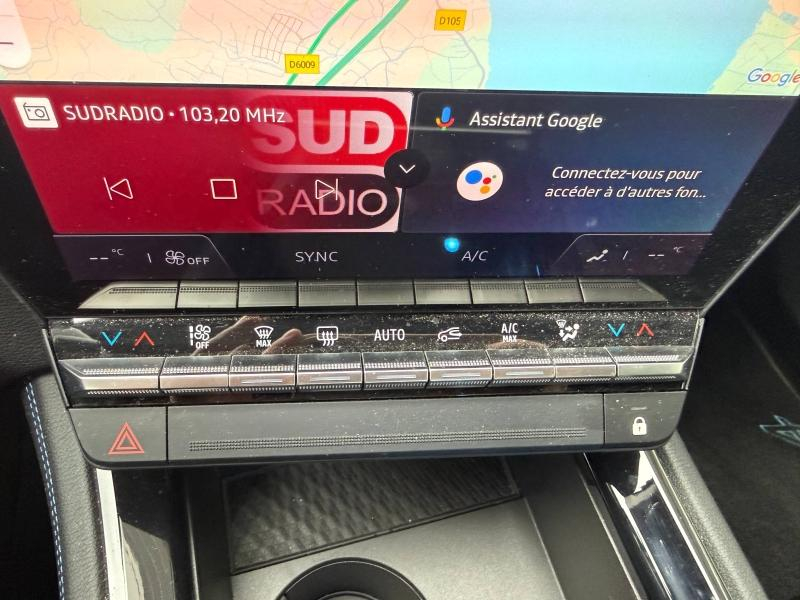 D105
D6009
Google
SUDRADIO • 103,20 MHz
SUD
RADIO
Assistant Google
Connectez-vous pour
accéder à d'autres fon...
-- °C
OFF
SYNC
A/C
-- °C
OFF
MAX
AUTO
A/C
MAX